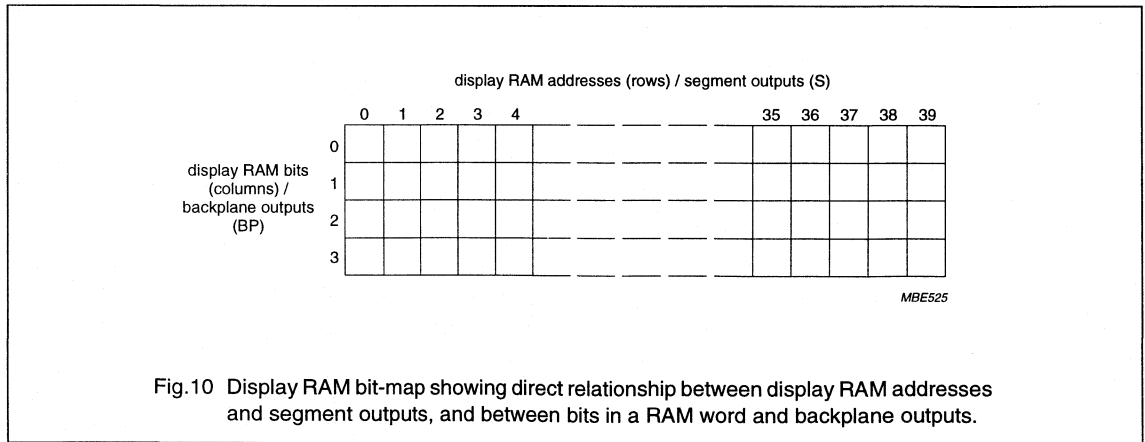 display RAM addresses (rows) / segment outputs (S)
0 1 2 3 4 35 36 37 38 39
0
display RAM bits
(columns) /
backplane outputs
(BP)
1
2
3
MBE525
Fig.10 Display RAM bit-map showing direct relationship between display RAM addresses
and segment outputs, and between bits in a RAM word and backplane outputs.